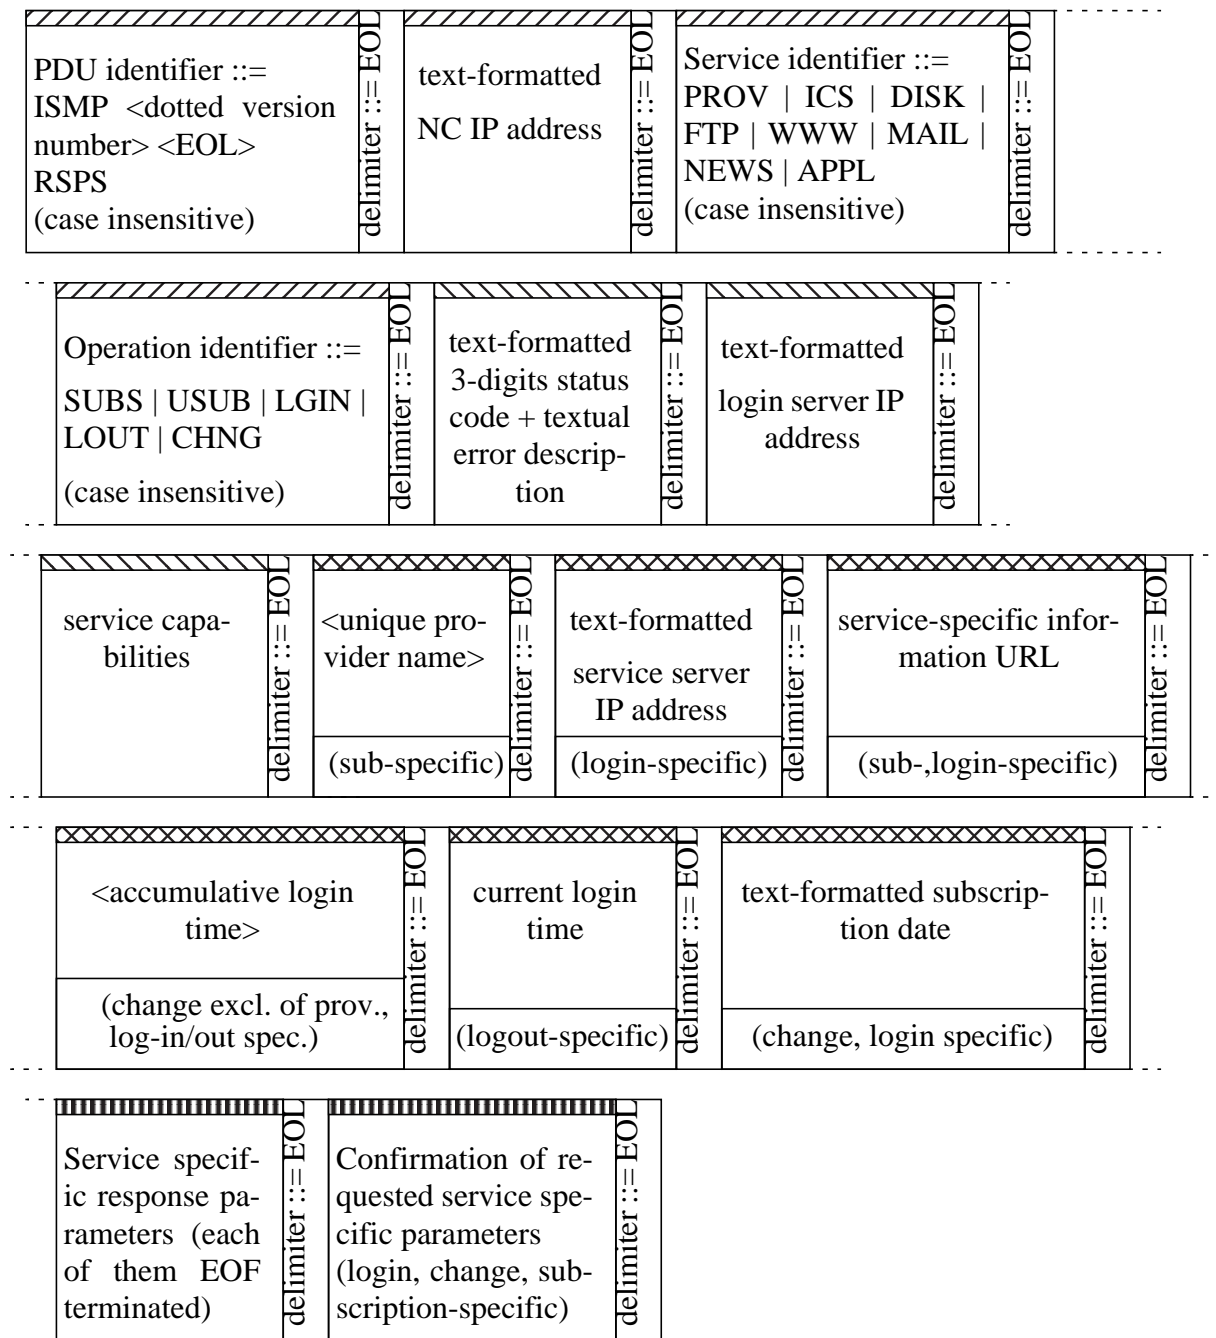 PDU identifier ::=
ISMP <dotted version
number> <EOL>
RSPS
(case insensitive)
delimiter ::= EOL
text-formatted
NC IP address
delimiter ::= EOL
Service identifier ::=
PROV | ICS | DISK |
FTP | WWW | MAIL |
NEWS | APPL
(case insensitive)
delimiter ::= EOL
Operation identifier ::=
SUBS | USUB | LGIN |
LOUT | CHNG
(case insensitive)
delimiter ::= EOL
text-formatted
3-digits status
code + textual
error descrip-
tion
delimiter ::= EOL
text-formatted
login server IP
address
delimiter ::= EOL
service capa-
bilities
delimiter ::= EOL
<unique pro-
vider name>
(sub-specific)
delimiter ::= EOL
text-formatted
service server
IP address
(login-specific)
delimiter ::= EOL
service-specific infor-
mation URL
(sub-,login-specific)
delimiter ::= EOL
<accumulative login
time>
(change excl. of prov.,
log-in/out spec.)
delimiter ::= EOL
current login
time
(logout-specific)
delimiter ::= EOL
text-formatted subscrip-
tion date
(change, login specific)
delimiter ::= EOL
Service specif-
ic response pa-
rameters (each
of them EOF
terminated)
delimiter ::= EOL
Confirmation of re-
quested service spe-
cific parameters
(login, change, sub-
scription-specific)
delimiter ::= EOL